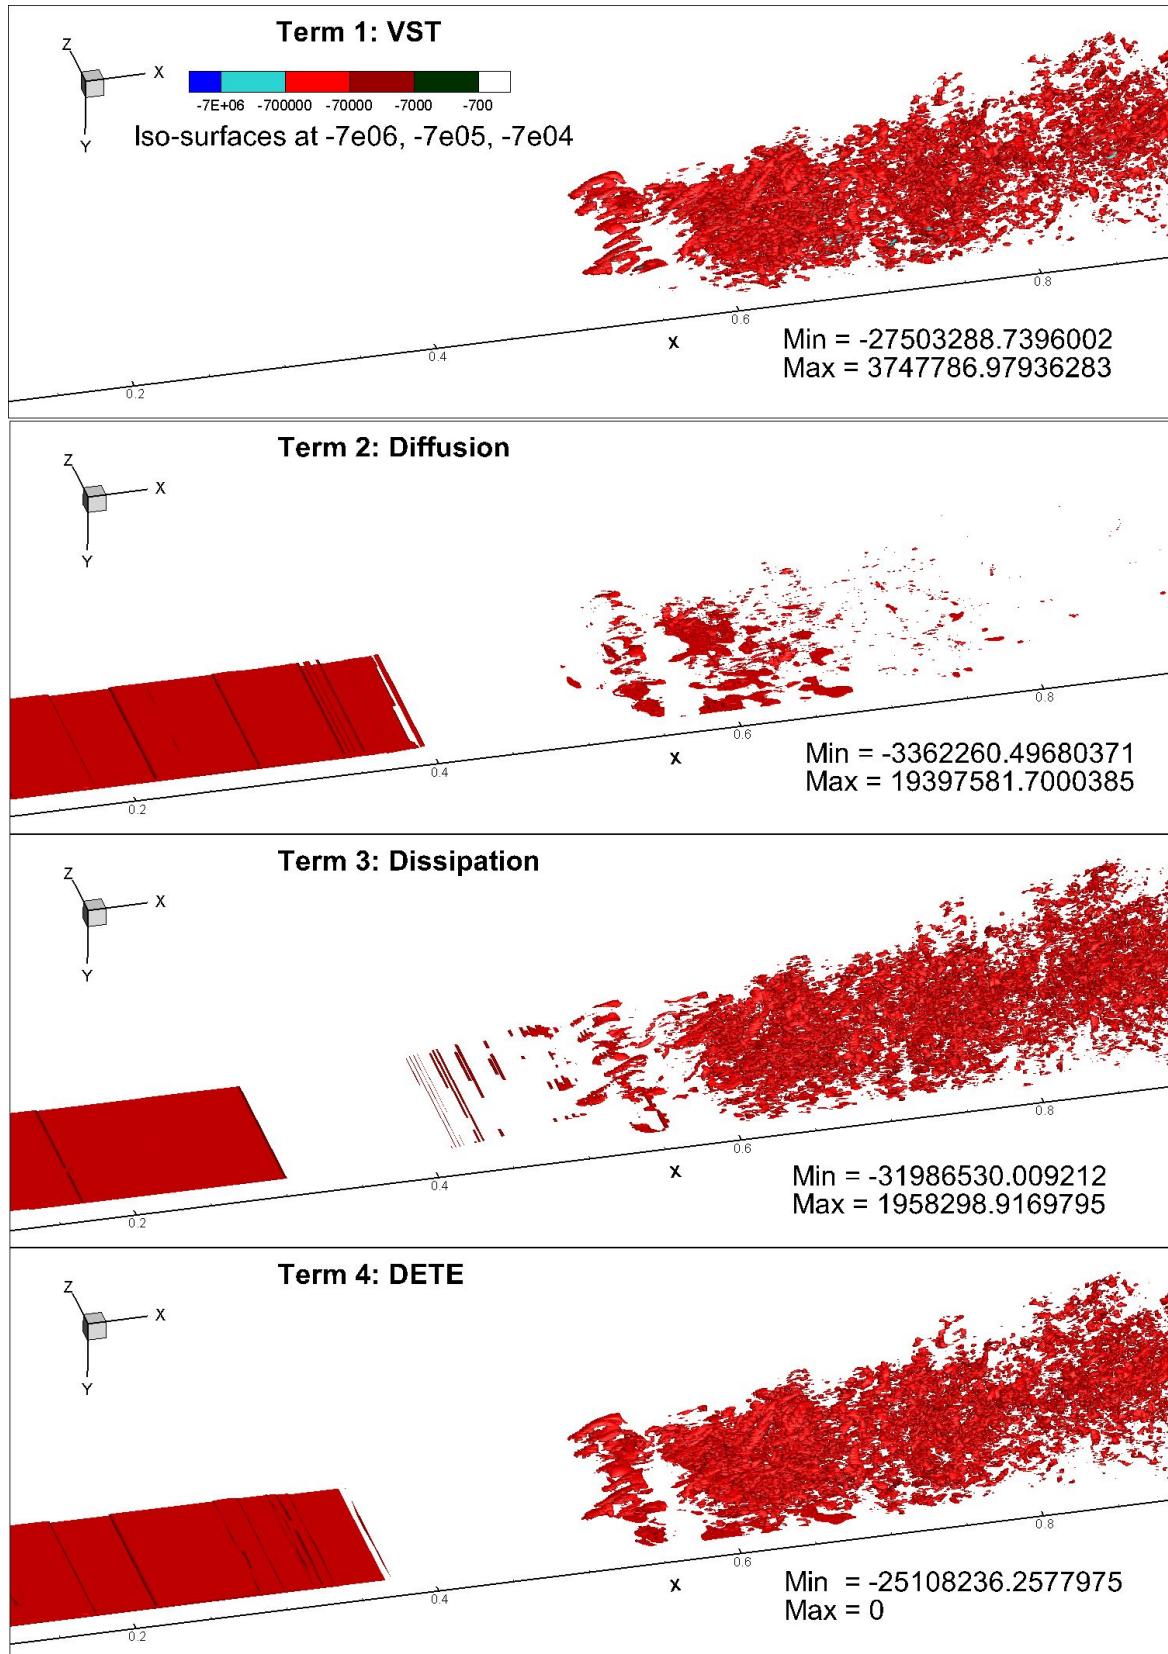 Term 1: VST
Z
X
Y
-7E+06 -700000 -70000 -7000 -700
Iso-surfaces at -7e06, -7e05, -7e04
0.2
0.4
0.6
0.8
X
Min = -27503288.7396002
Max = 3747786.97936283
Term 2: Diffusion
Z
X
Y
0.2
0.4
0.6
0.8
X
Min = -3362260.49680371
Max = 19397581.7000385
Term 3: Dissipation
Z
X
Y
0.2
0.4
0.6
0.8
X
Min = -31986530.009212
Max = 1958298.9169795
Term 4: DETE
Z
X
Y
0.2
0.4
0.6
0.8
X
Min = -25108236.2577975
Max = 0